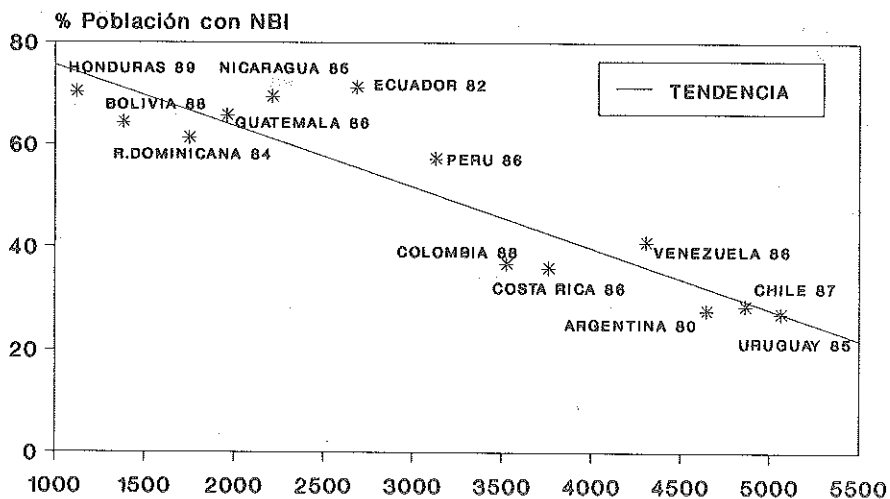 % Población con NBI
80
60
40
20
0
HONDURAS 89
NICARAGUA 85
ECUADOR 82
BOLIVIA 88
GUATEMALA 86
R.DOMINICANA 84
PERU 86
COLOMBIA 88
COSTA RICA 86
VENEZUELA 86
CHILE 87
ARGENTINA 80
URUGUAY 85
TENDENCIA
1000 1500 2000 2500 3000 3500 4000 4500 5000 5500